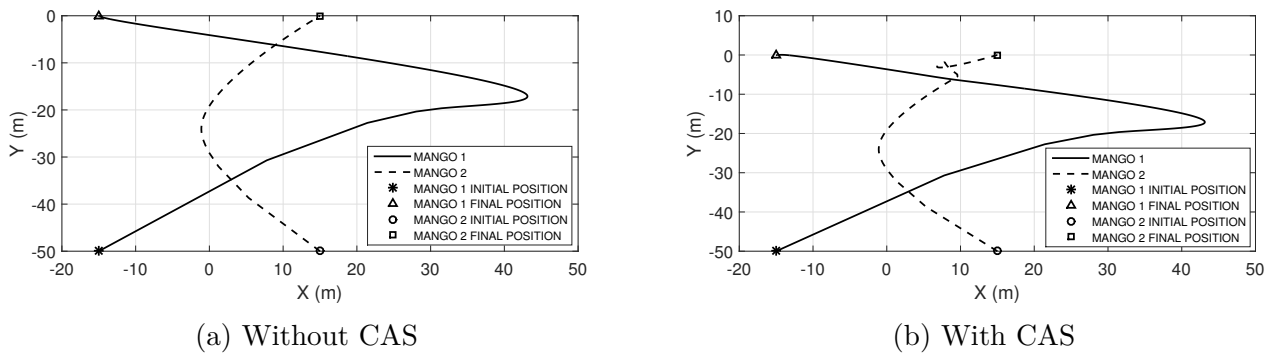 0
-10
-20
-30
-40
-50
Y (m)
-20 -10 0 10 20 30 40 50
X (m)
MANGO 1
MANGO 2
MANGO 1 INITIAL POSITION
MANGO 1 FINAL POSITION
MANGO 2 INITIAL POSITION
MANGO 2 FINAL POSITION
(a) Without CAS
10
0
-10
-20
-30
-40
-50
Y (m)
-20 -10 0 10 20 30 40 50
X (m)
MANGO 1
MANGO 2
MANGO 1 INITIAL POSITION
MANGO 1 FINAL POSITION
MANGO 2 INITIAL POSITION
MANGO 2 FINAL POSITION
(b) With CAS